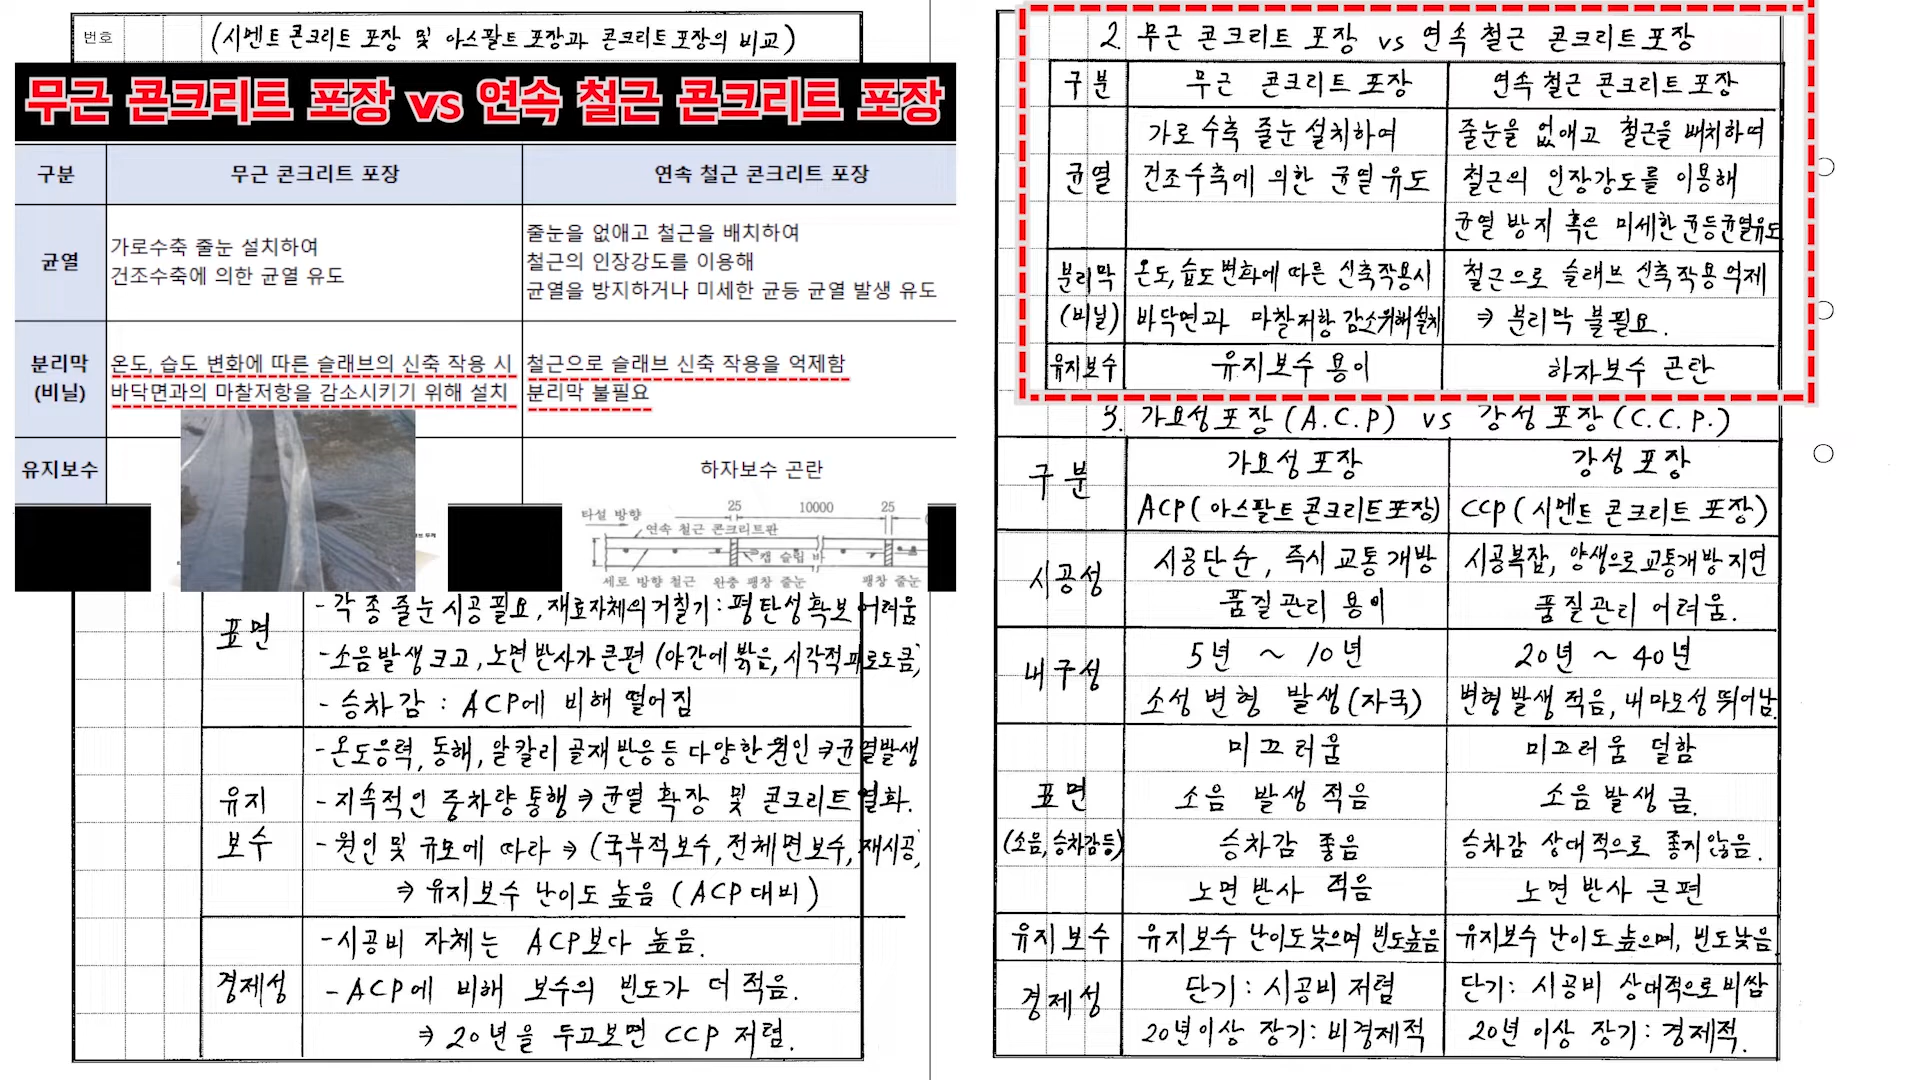 번호
(시멘트 콘크리트 포장 및 아스팔트 포장과 콘크리트 포장의 비교)
무근 콘크리트 포장 vs 연속 철근 콘크리트 포장
구분
무근 콘크리트 포장
연속 철근 콘크리트 포장
균열
가로수축 줄눈 설치하여
건조수축에 의한 균열 유도
줄눈을 없애고 철근을 배치하여
철근의 인장강도를 이용해
균열을 방지하거나 미세한 균등 균열 발생 유도
분리막
(비닐)
온도, 습도 변화에 따른 슬래브의 신축 작용 시
바닥면과의 마찰저항을 감소시키기 위해 설치
철근으로 슬래브 신축 작용을 억제함
분리막 불필요
유지보수
하자보수 곤란
25 10000 25
타설 방향
연속 철근 콘크리트판
캡 슬립 바
세로 방향 철근 완충 팽창 줄눈 팽창 줄눈
표면
- 각종 줄눈 시공 필요, 재료자체의 거칠기 : 평탄성 확보 어려움
- 소음발생 크고, 노면 반사가 큰편 (야간에 밝음, 시각적피로도큼)
- 승차감 : ACP에 비해 떨어짐
유지
보수
- 온도응력, 동해, 알칼리 골재 반응 등 다양한 원인 → 균열발생
- 지속적인 중차량 통행 → 균열 확장 및 콘크리트 열화.
- 원인 및 규모에 따라 ⇒ (국부적보수, 전체면보수, 재시공)
⇒ 유지보수 난이도 높음 (ACP대비)
경제성
- 시공비 자체는 ACP보다 높음.
- ACP에 비해 보수의 빈도가 더 적음.
⇒ 20년을 두고보면 CCP 저렴.
2. 무근 콘크리트 포장 vs 연속 철근 콘크리트 포장
구분
무근 콘크리트 포장
연속 철근 콘크리트 포장
균열
가로 수축 줄눈 설치하여
건조수축에 의한 균열 유도
줄눈을 없애고 철근을 배치하여
철근의 인장강도를 이용해
균열 방지 혹은 미세한 균등균열유도
분리막
(비닐)
온도, 습도 변화에 따른 신축작용시
바닥면과 마찰저항 감소위해설치
철근으로 슬래브 신축작용 억제
⇒ 분리막 불필요.
유지보수
유지보수 용이
하자보수 곤란
3. 가요성포장(A.C.P) vs 강성 포장(C.C.P.)
구분
가요성 포장
ACP(아스팔트 콘크리트포장)
강성 포장
CCP(시멘트 콘크리트 포장)
시공성
시공단순, 즉시 교통 개방
품질관리 용이
시공복잡, 양생으로 교통개방 지연
품질관리 어려움.
내구성
5년 ~ 10년
소성 변형 발생(자국)
20년 ~ 40년
변형 발생 적음, 내마모성 뛰어남.
표면
(소음, 승차감등)
미끄러움
소음 발생 적음
승차감 좋음
노면 반사 적음
미끄러움 덜함
소음 발생 큼.
승차감 상대적으로 좋지않음.
노면 반사 큰편
유지보수
유지보수 난이도낮으며 빈도높음
유지보수 난이도 높으며, 빈도낮음
경제성
단기 : 시공비 저렴
20년이상 장기 : 비경제적
단기 : 시공비 상대적으로비쌈
20년 이상 장기 : 경제적.